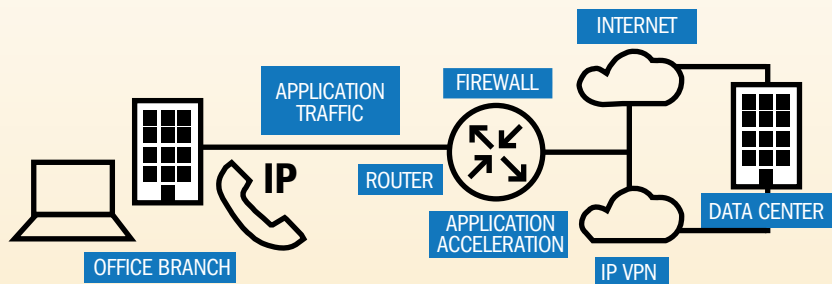 INTERNET
APPLICATION
TRAFFIC
FIREWALL
IP
ROUTER
APPLICATION
ACCELERATION
DATA CENTER
OFFICE BRANCH
IP VPN